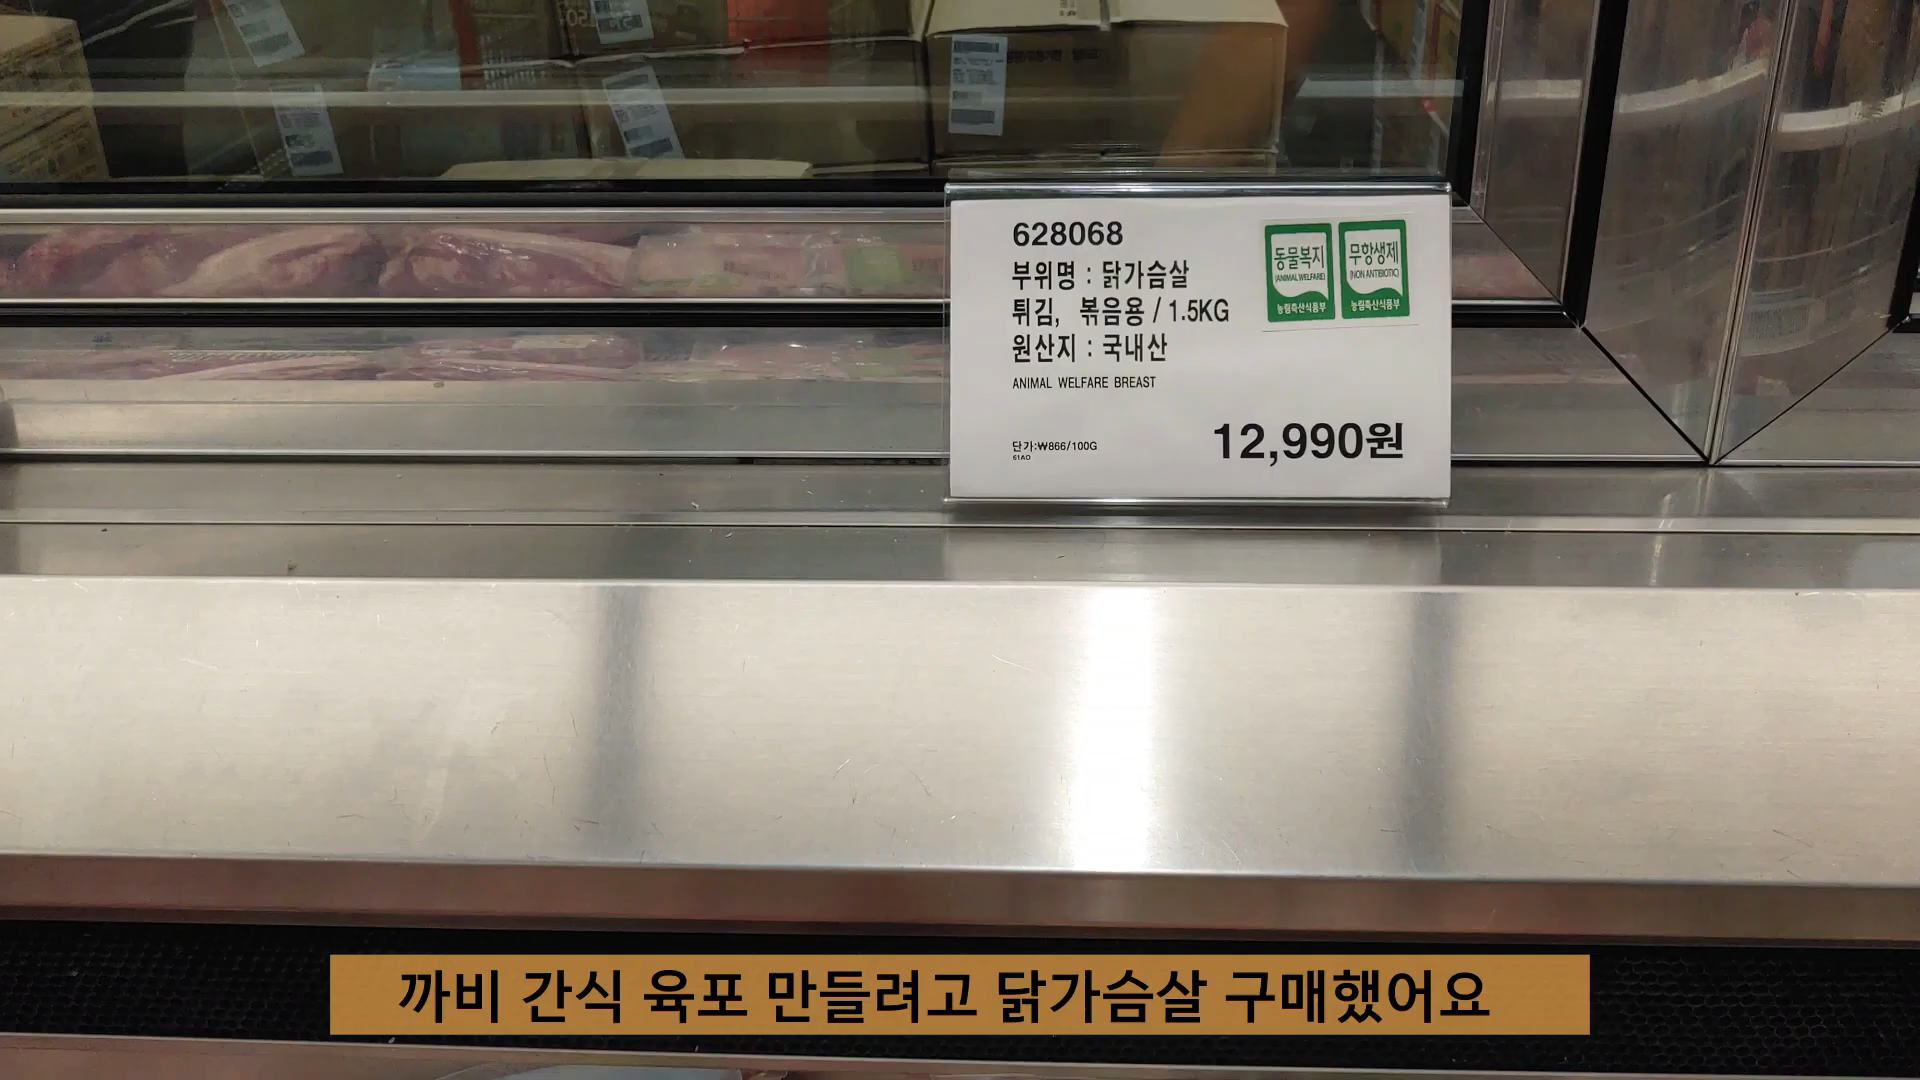 628068
부위명 : 닭가슴살
튀김, 볶음용 / 1.5KG
원산지 : 국내산
ANIMAL WELFARE BREAST
단가:₩866/100G
61AO
12,990원
동물복지
(ANIMAL WELFARE)
농림축산식품부
무항생제
(NON ANTIBIOTIC)
농림축산식품부
까비 간식 육포 만들려고 닭가슴살 구매했어요